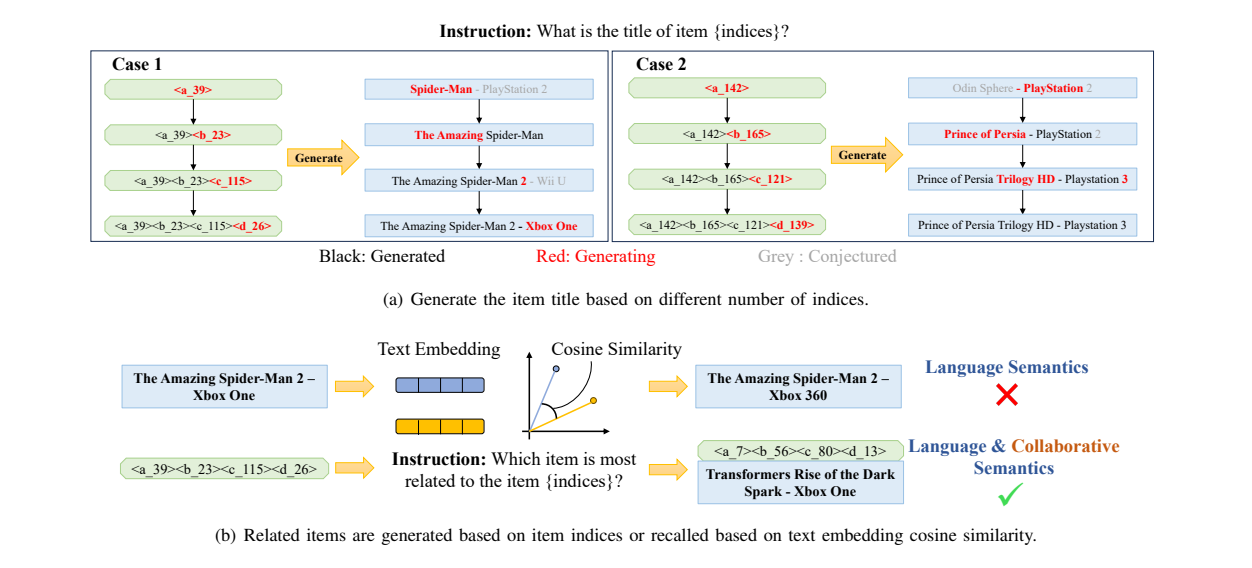 Instruction: What is the title of item {indices}?
Case 1
<a_39>
<a_39><b_23>
<a_39><b_23><c_115>
<a_39><b_23><c_115><d_26>
Generate
Spider-Man - PlayStation 2
The Amazing Spider-Man
The Amazing Spider-Man 2 - Wii U
The Amazing Spider-Man 2 - Xbox One
Case 2
<a_142>
<a_142><b_165>
<a_142><b_165><c_121>
<a_142><b_165><c_121><d_139>
Generate
Odin Sphere - PlayStation 2
Prince of Persia - PlayStation 2
Prince of Persia Trilogy HD - Playstation 3
Prince of Persia Trilogy HD - Playstation 3
Black: Generated
Red: Generating
Grey : Conjectured
(a) Generate the item title based on different number of indices.
The Amazing Spider-Man 2 –
Xbox One
Text Embedding
Cosine Similarity
The Amazing Spider-Man 2 –
Xbox 360
Language Semantics
<a_39><b_23><c_115><d_26>
Instruction: Which item is most
related to the item {indices}?
<a_7><b_56><c_80><d_13>
Transformers Rise of the Dark
Spark - Xbox One
Language & Collaborative
Semantics
(b) Related items are generated based on item indices or recalled based on text embedding cosine similarity.